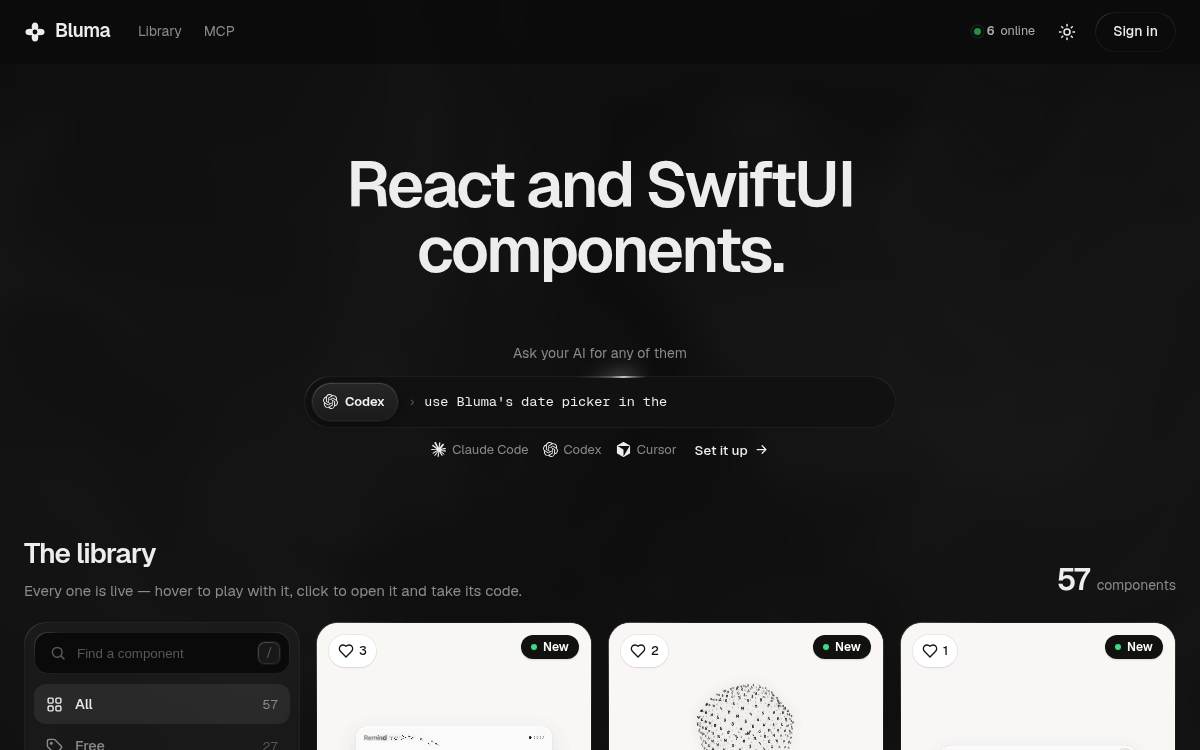 Bluma
Library
MCP
6 online
Sign in
React and SwiftUI
components.
Ask your AI for any of them
Codex
› use Bluma's date picker in the
Claude Code
Codex
Cursor
Set it up →
The library
Every one is live — hover to play with it, click to open it and take its code.
57 components
Find a component
/
All
57
Free
27
3
New
Remind
2
New
1
New